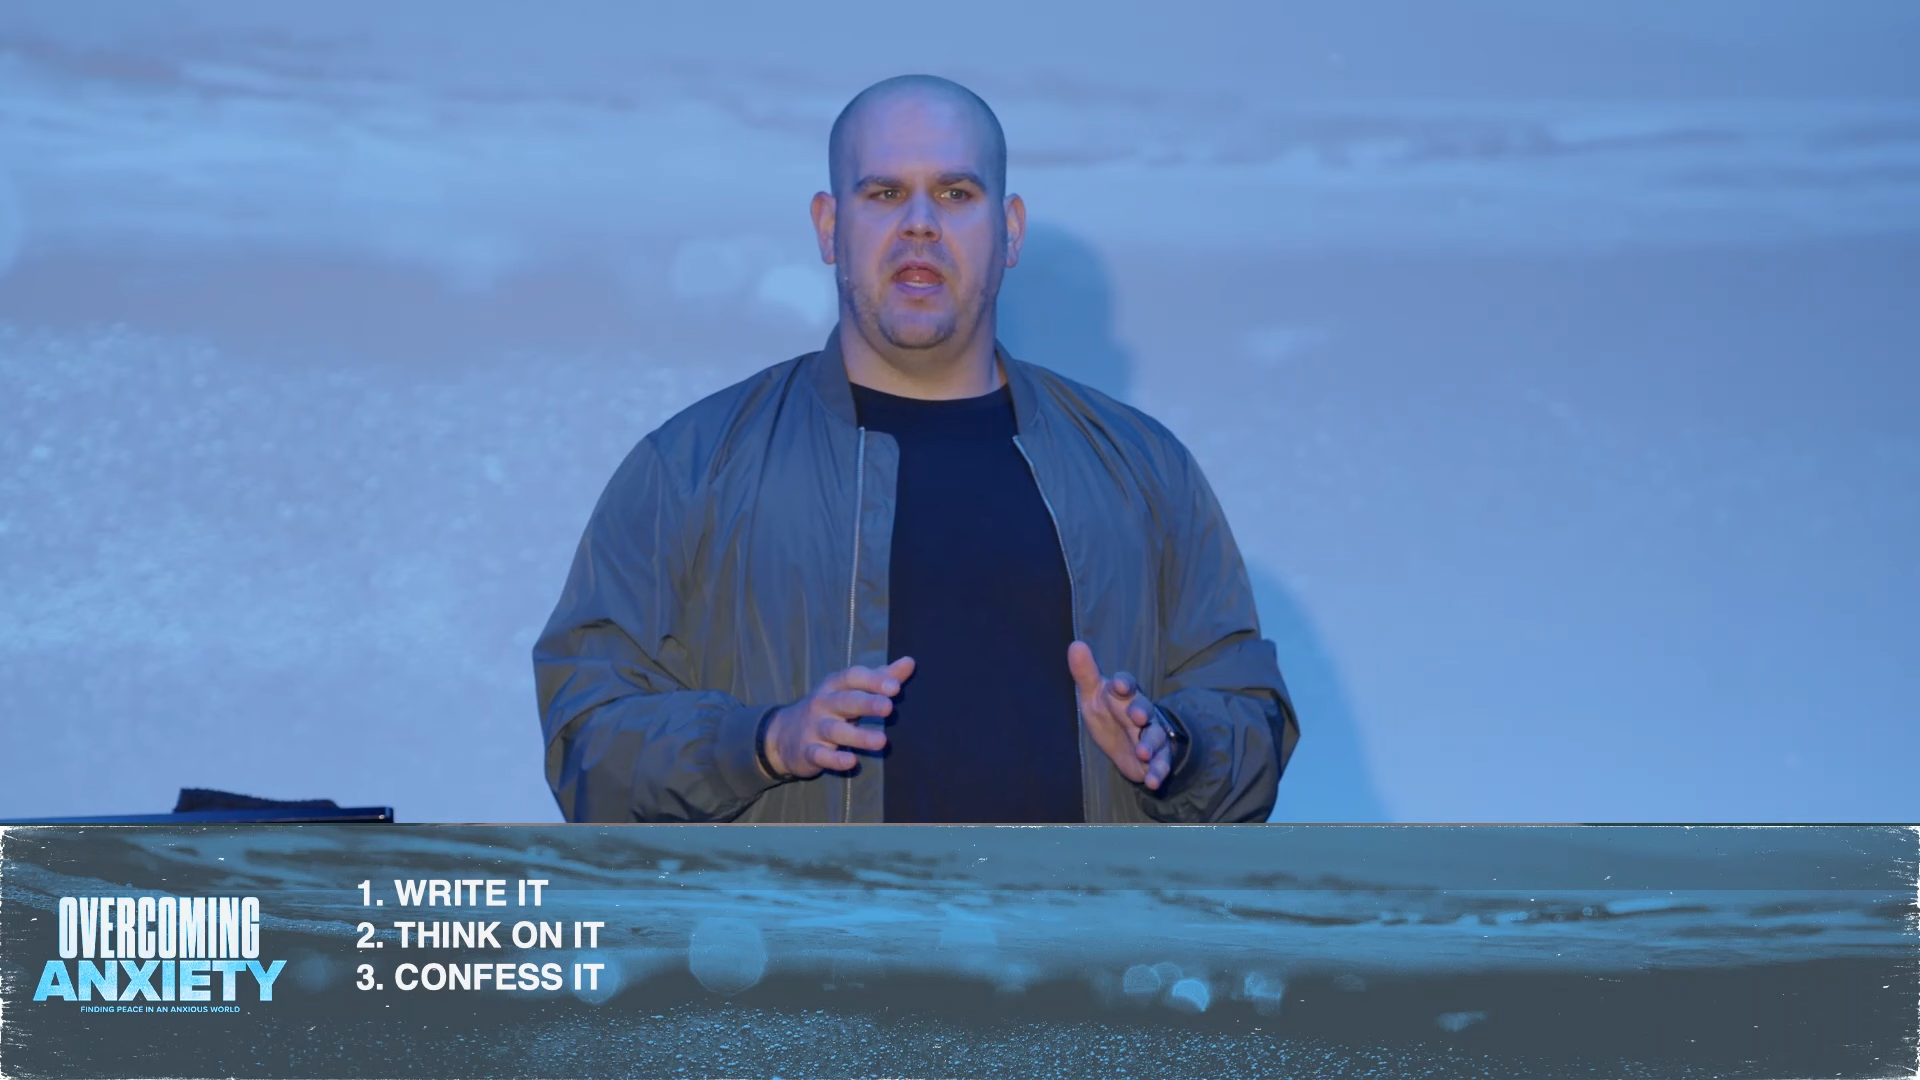 OVERCOMING
ANXIETY
FINDING PEACE IN AN ANXIOUS WORLD
1. WRITE IT
2. THINK ON IT
3. CONFESS IT